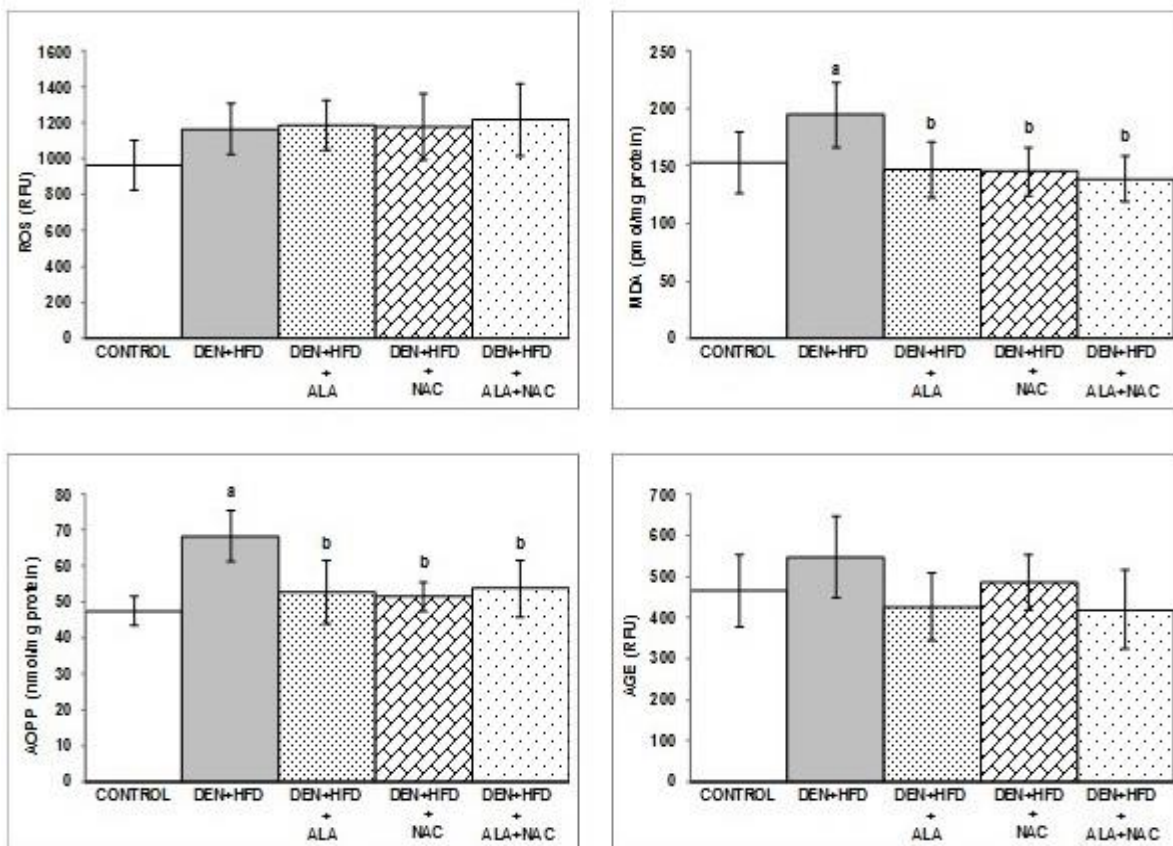 ROS (RFU)
1600
1400
1200
1000
800
600
400
200
0
CONTROL DEN+HFD DEN+HFD DEN+HFD DEN+HFD
+ + +
ALA NAC ALA+NAC
MDA (pmol/mg protein)
250
200
150
100
50
0
a
b b b
CONTROL DEN+HFD DEN+HFD DEN+HFD DEN+HFD
+ + +
ALA NAC ALA+NAC
AOPP (nmol/mg protein)
80
70
60
50
40
30
20
10
0
a
b b b
CONTROL DEN+HFD DEN+HFD DEN+HFD DEN+HFD
+ + +
ALA NAC ALA+NAC
AGE (RFU)
700
600
500
400
300
200
100
0
CONTROL DEN+HFD DEN+HFD DEN+HFD DEN+HFD
+ + +
ALA NAC ALA+NAC